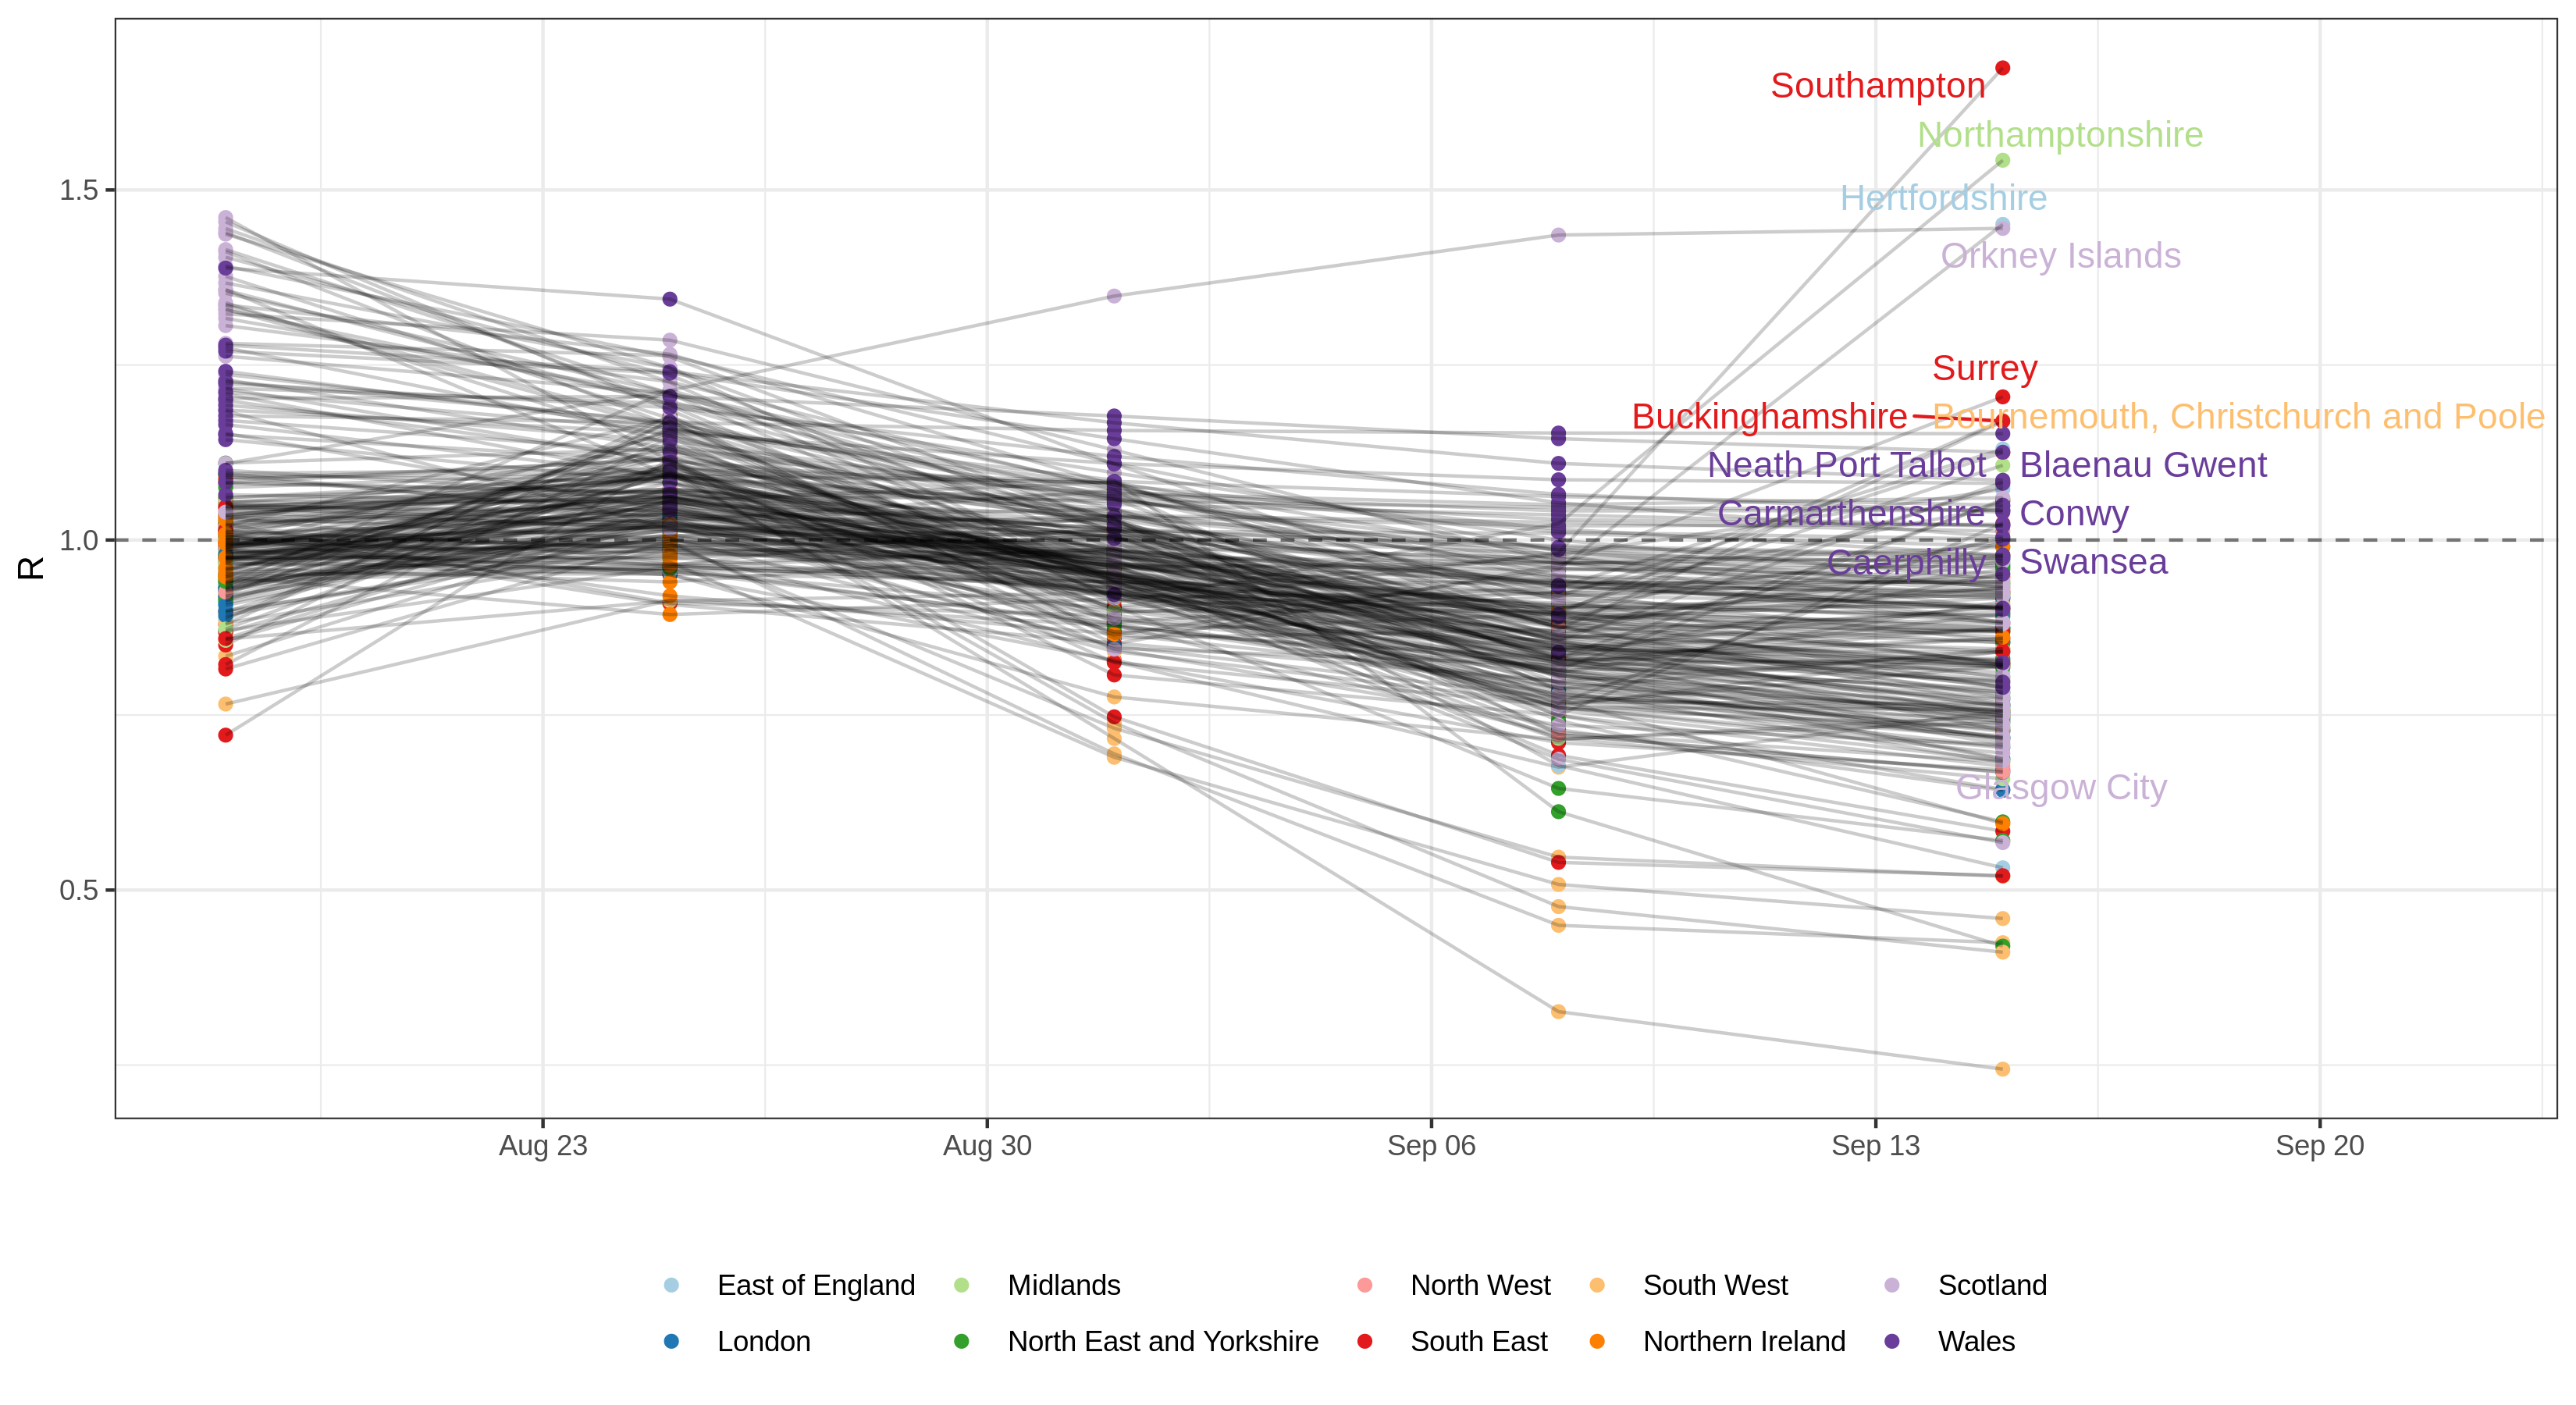 Southampton
Northamptonshire
1.5
Hertfordshire
Orkney Islands
Surrey
Buckinghamshire
Bournemouth, Christchurch and Poole
Neath Port Talbot
Blaenau Gwent
Carmarthenshire
Conwy
1.0
R
Caerphilly
Swansea
Glasgow City
0.5
Aug 23
Aug 30
Sep 06
Sep 13
Sep 20
East of England
Midlands
North West
South West
Scotland
London
North East and Yorkshire
South East
Northern Ireland
Wales